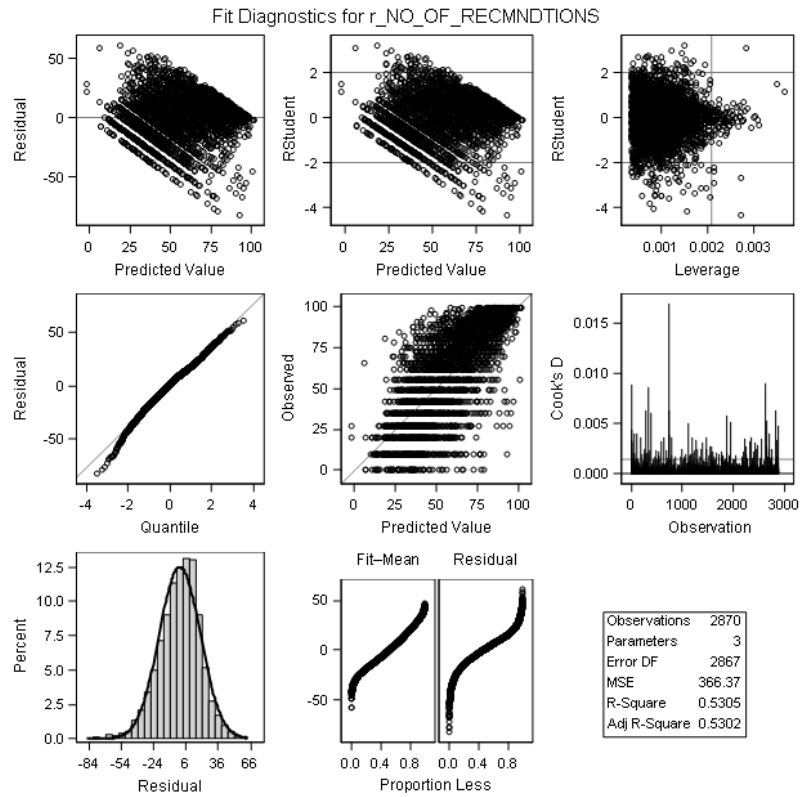 Fit Diagnostics for r_NO_OF_RECMNDTIONS
Residual
50
0
-50
0 25 50 75 100
Predicted Value
RStudent
2
0
-2
-4
0 25 50 75 100
Predicted Value
RStudent
2
0
-2
-4
0.001 0.002 0.003
Leverage
Residual
50
0
-50
-4 -2 0 2 4
Quantile
Observed
100
75
50
25
0
0 25 50 75 100
Predicted Value
Cook's D
0.015
0.010
0.005
0.000
0 1000 2000 3000
Observation
Percent
12.5
10.0
7.5
5.0
2.5
0.0
-84 -54 -24 6 36 66
Residual
Fit–Mean Residual
50
0
-50
0.0 0.4 0.8 0.0 0.4 0.8
Proportion Less
Observations 2870
Parameters 3
Error DF 2867
MSE 366.37
R-Square 0.5305
Adj R-Square 0.5302